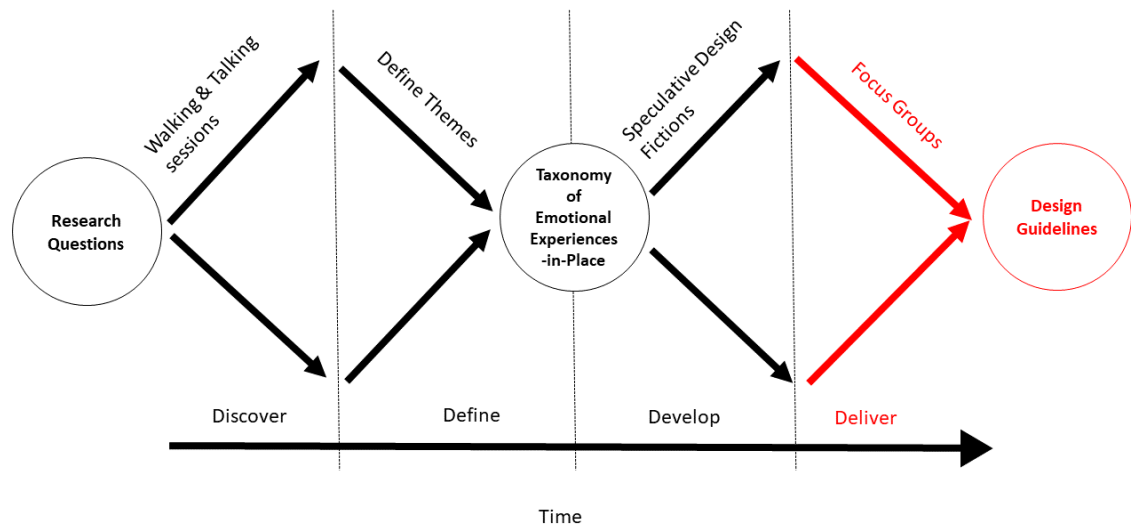 Walking & Talking
sessions
Define Themes
Speculative Design
Fictions
Focus Groups
Research
Questions
Taxonomy
of
Emotional
Experiences
-in-Place
Design
Guidelines
Discover
Define
Develop
Deliver
Time